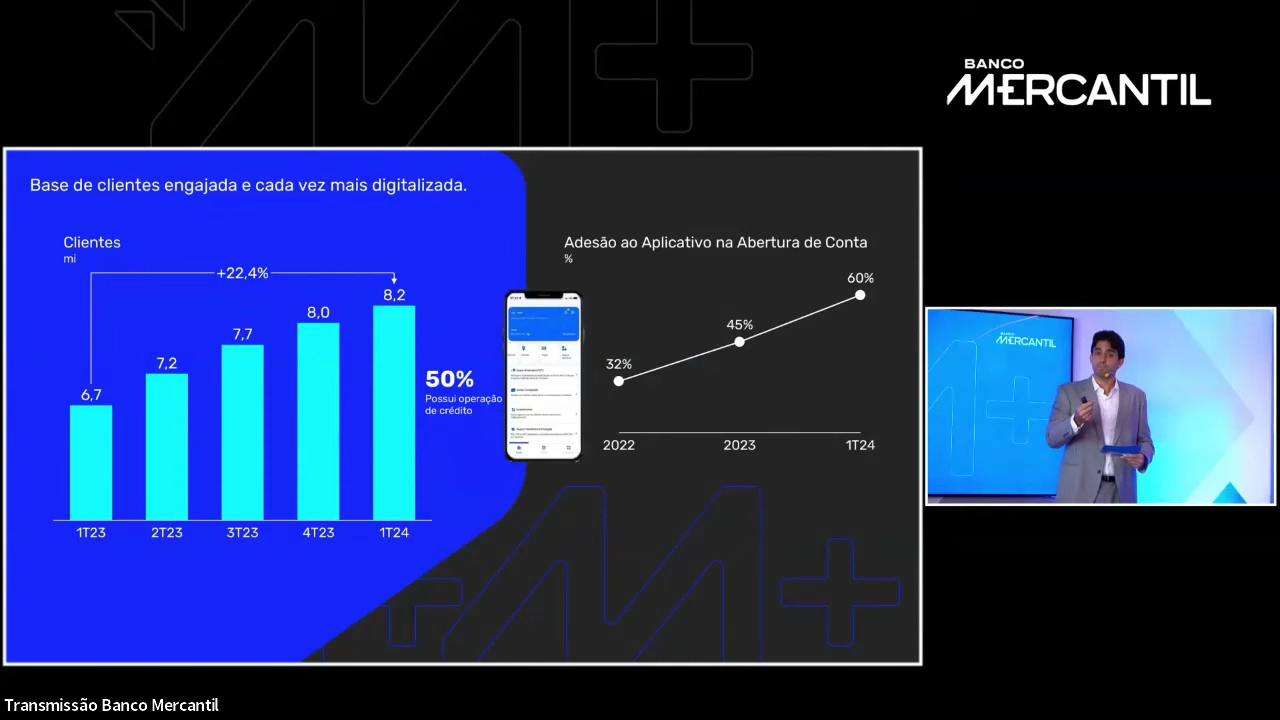 BANCO
MERCANTIL
Base de clientes engajada e cada vez mais digitalizada.
Clientes
mi
+22,4%
6,7
7,2
7,7
8,0
8,2
1T23
2T23
3T23
4T23
1T24
50%
Possui operação
de crédito
Adesão ao Aplicativo na Abertura de Conta
%
32%
45%
60%
2022
2023
1T24
BANCO
MERCANTIL
Transmissão Banco Mercantil